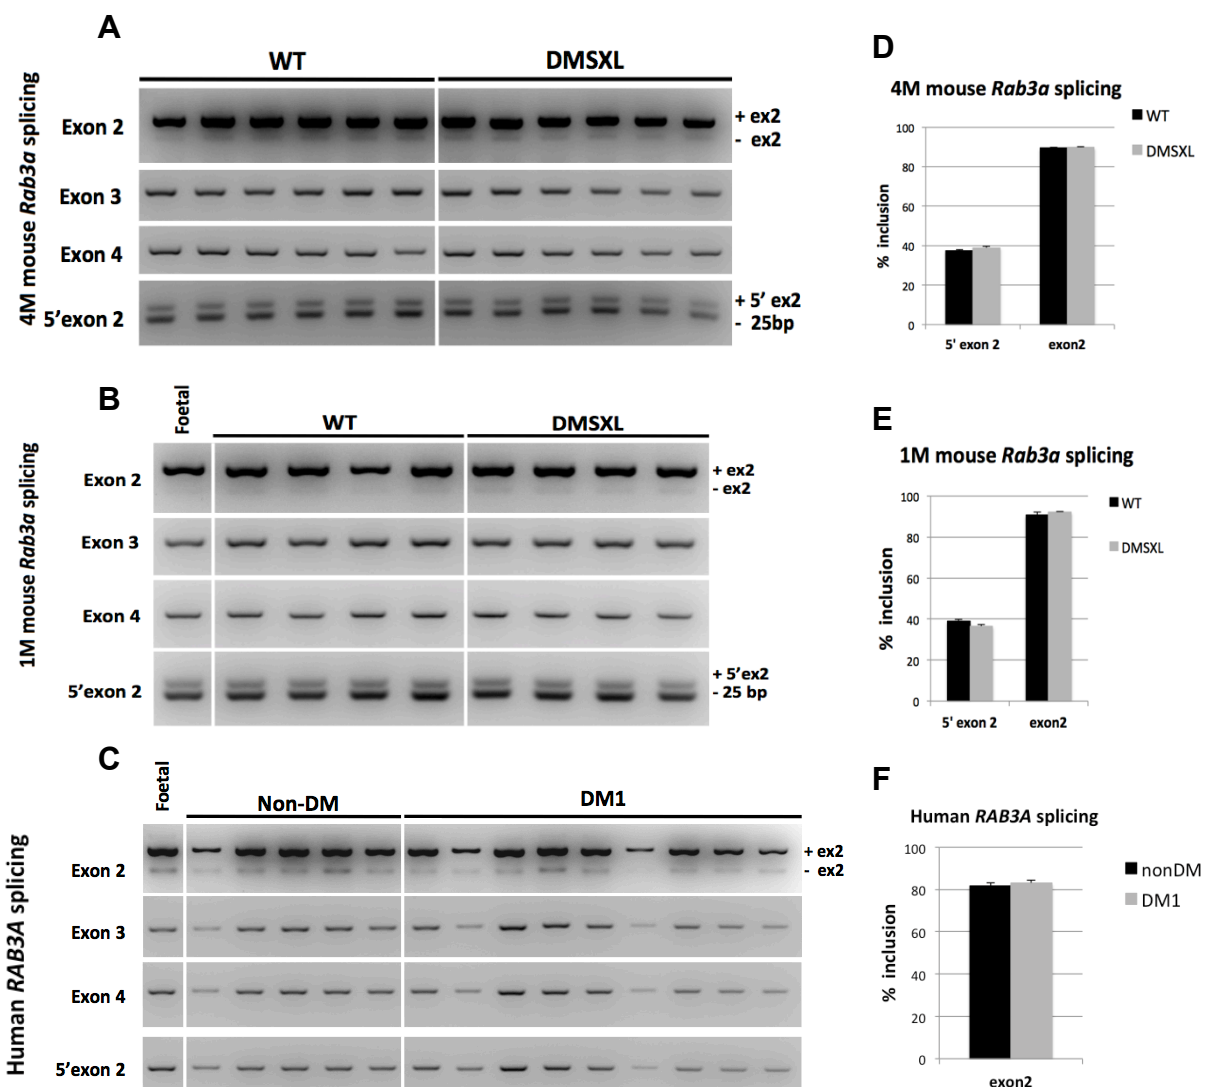 A
WT
DMSXL
4M mouse Rab3a splicing
Exon 2
+ ex2
- ex2
Exon 3
Exon 4
5'exon 2
+ 5' ex2
- 25bp
D
4M mouse Rab3a splicing
WT
DMSXL
% inclusion
100
80
60
40
20
0
5' exon 2
exon2
B
Foetal
WT
DMSXL
1M mouse Rab3a splicing
Exon 2
+ ex2
- ex2
Exon 3
Exon 4
5'exon 2
+ 5'ex2
- 25 bp
E
1M mouse Rab3a splicing
WT
DMSXL
% inclusion
100
80
60
40
20
0
5' exon 2
exon2
C
Foetal
Non-DM
DM1
Human RAB3A splicing
Exon 2
+ ex2
- ex2
Exon 3
Exon 4
5'exon 2
F
Human RAB3A splicing
nonDM
DM1
% inclusion
100
80
60
40
20
0
exon2